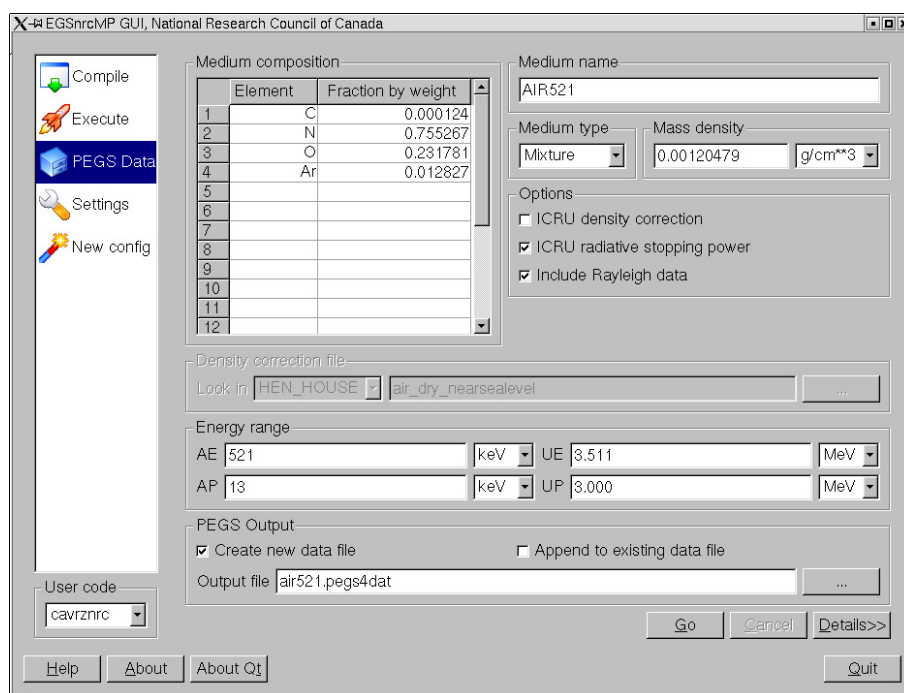 EGSnrcMP GUI, National Research Council of Canada
Compile
Execute
PEGS Data
Settings
New config
User code
cavrznrc
Medium composition
Element Fraction by weight
1 C 0.000124
2 N 0.755267
3 O 0.231781
4 Ar 0.012827
5
6
7
8
9
10
11
12
Medium name
AIR521
Medium type Mass density
Mixture 0.00120479 g/cm**3
Options
ICRU density correction
ICRU radiative stopping power
Include Rayleigh data
Density correction file
Look in HEN_HOUSE air_dry_nearsealevel ...
Energy range
AE 521 keV UE 3.511 MeV
AP 13 keV UP 3.000 MeV
PEGS Output
Create new data file Append to existing data file
Output file air521.pegs4dat ...
Go Cancel Details>>
Help About About Qt Quit